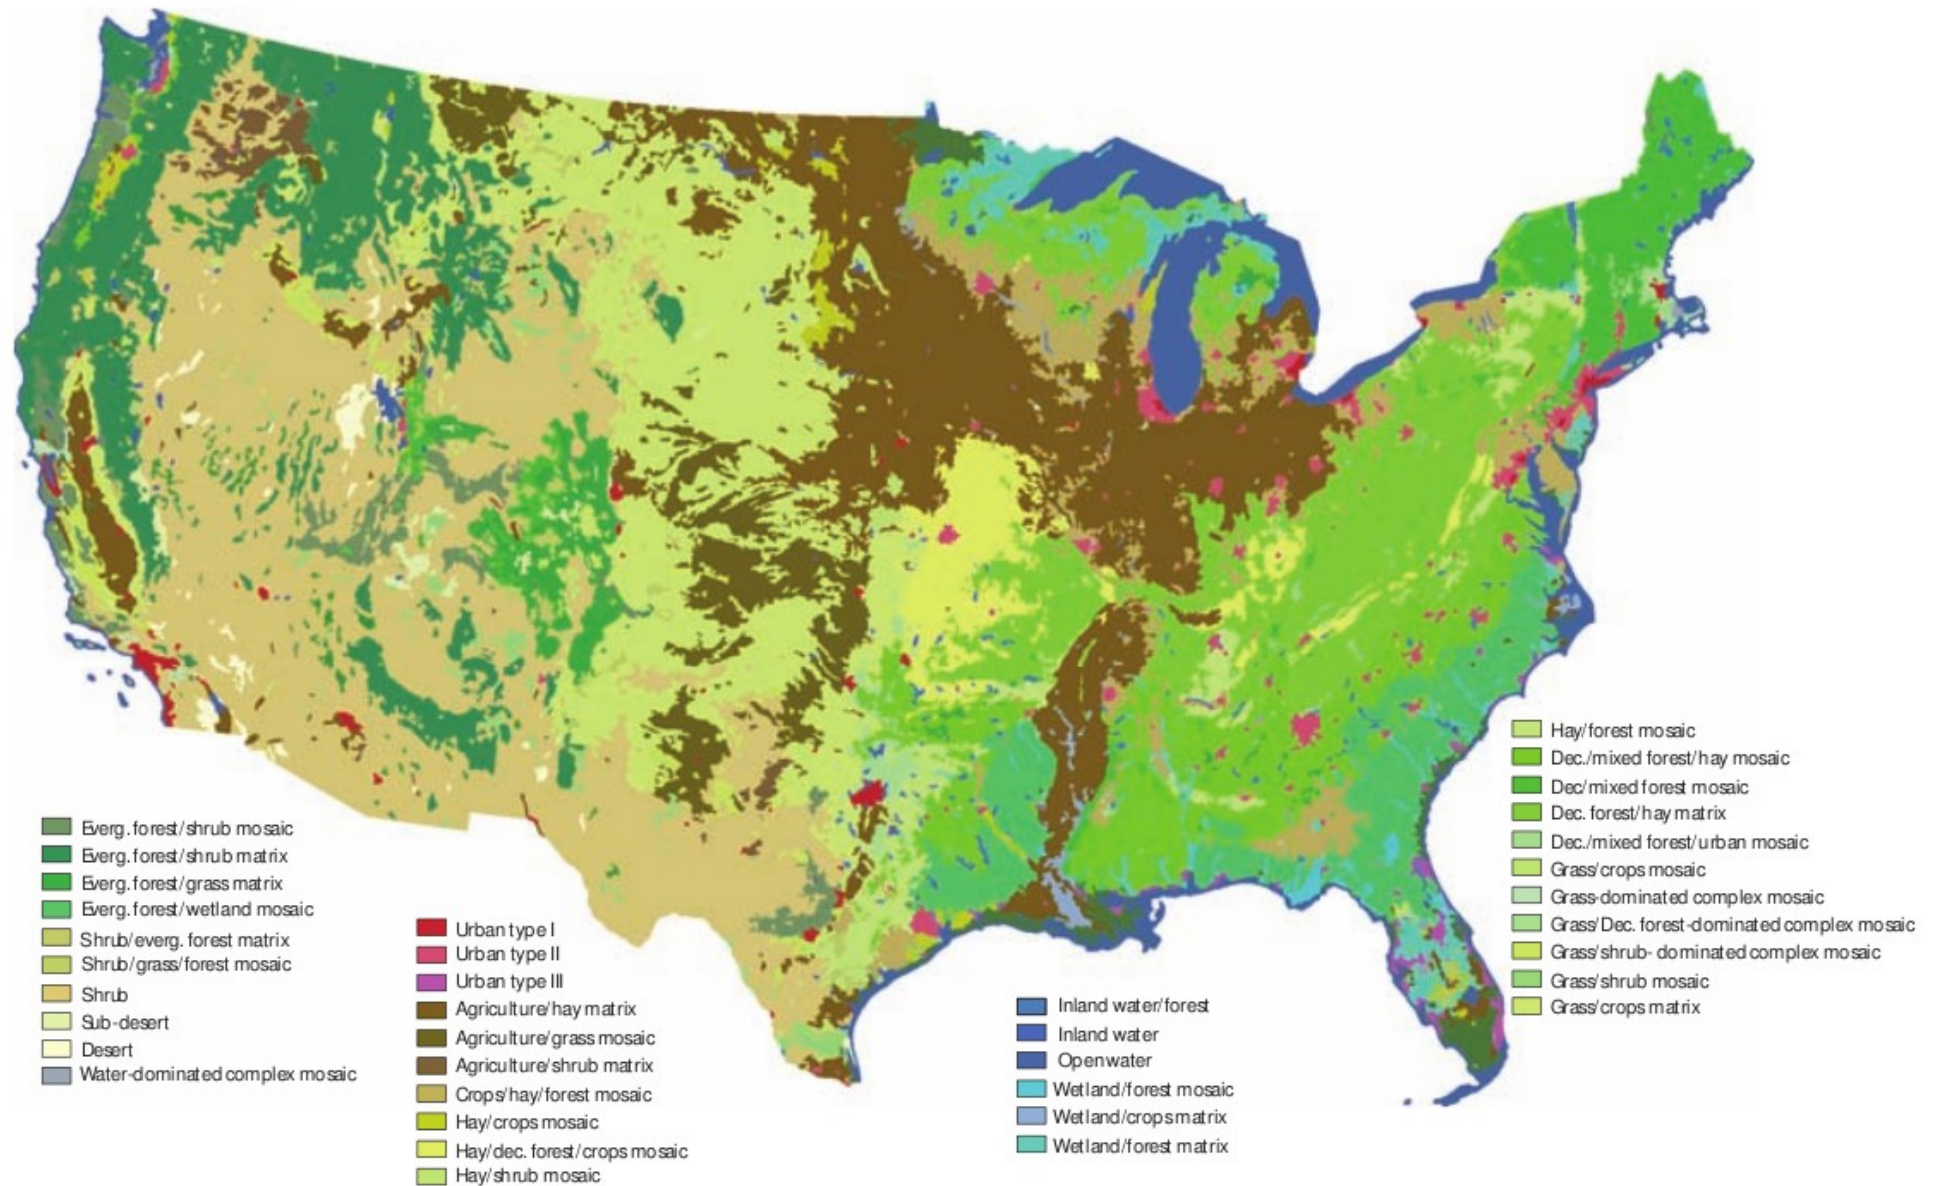 Everg. forest/shrub mosaic
Everg. forest/shrub matrix
Everg. forest/grass matrix
Everg. forest/wetland mosaic
Shrub/everg. forest matrix
Shrub/grass/forest mosaic
Shrub
Sub-desert
Desert
Water-dominated complex mosaic
Urban type I
Urban type II
Urban type III
Agriculture/hay matrix
Agriculture/grass mosaic
Agriculture/shrub matrix
Crops/hay/forest mosaic
Hay/crops mosaic
Hay/dec. forest/crops mosaic
Hay/shrub mosaic
Inland water/forest
Inland water
Open water
Wetland/forest mosaic
Wetland/crops matrix
Wetland/forest matrix
Hay/forest mosaic
Dec./mixed forest/hay mosaic
Dec/mixed forest mosaic
Dec. forest/hay matrix
Dec./mixed forest/urban mosaic
Grass/crops mosaic
Grass-dominated complex mosaic
Grass/Dec. forest-dominated complex mosaic
Grass/shrub- dominated complex mosaic
Grass/shrub mosaic
Grass/crops matrix